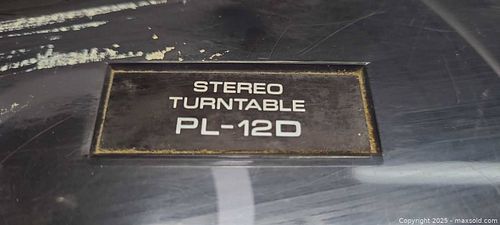 STEREO
TURNTABLE
PL-12D
Copyright © 2025 - maxsold.com